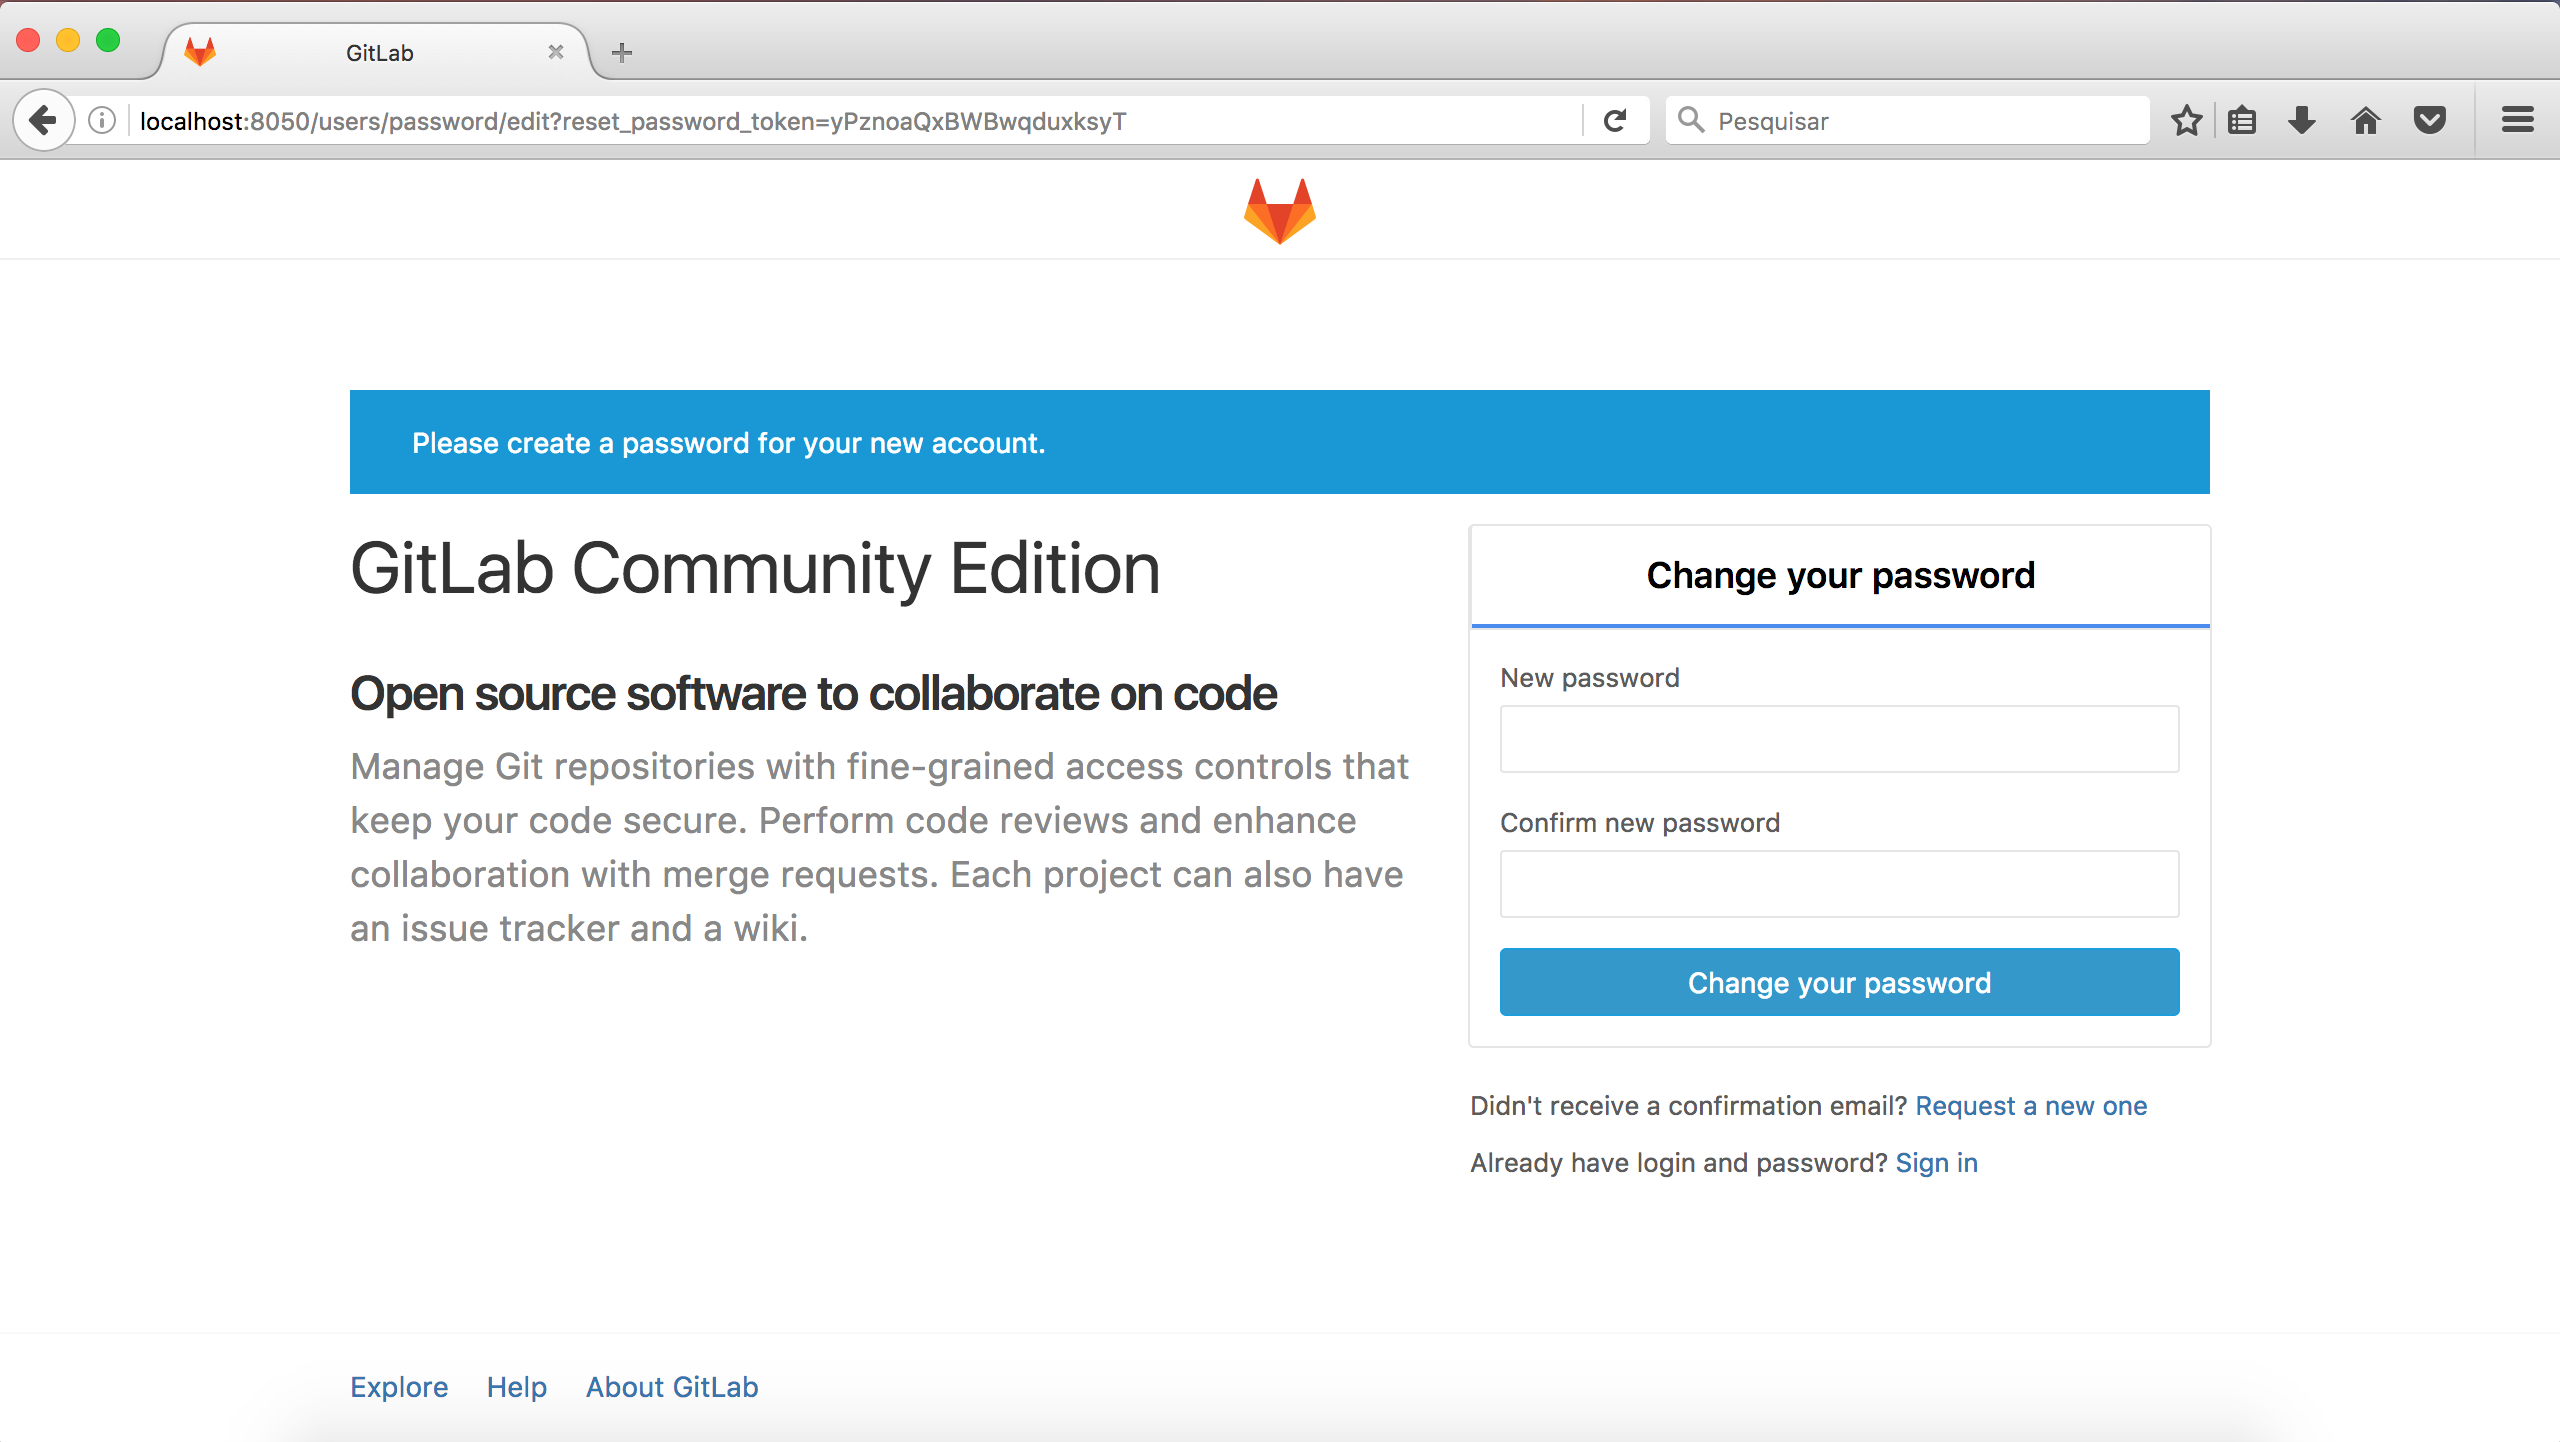 GitLab
localhost:8050/users/password/edit?reset_password_token=yPznoaQxBWBwqduxksyT
Pesquisar
Please create a password for your new account.
GitLab Community Edition
Open source software to collaborate on code
Manage Git repositories with fine-grained access controls that
keep your code secure. Perform code reviews and enhance
collaboration with merge requests. Each project can also have
an issue tracker and a wiki.
Change your password
New password
Confirm new password
Change your password
Didn't receive a confirmation email? Request a new one
Already have login and password? Sign in
Explore Help About GitLab